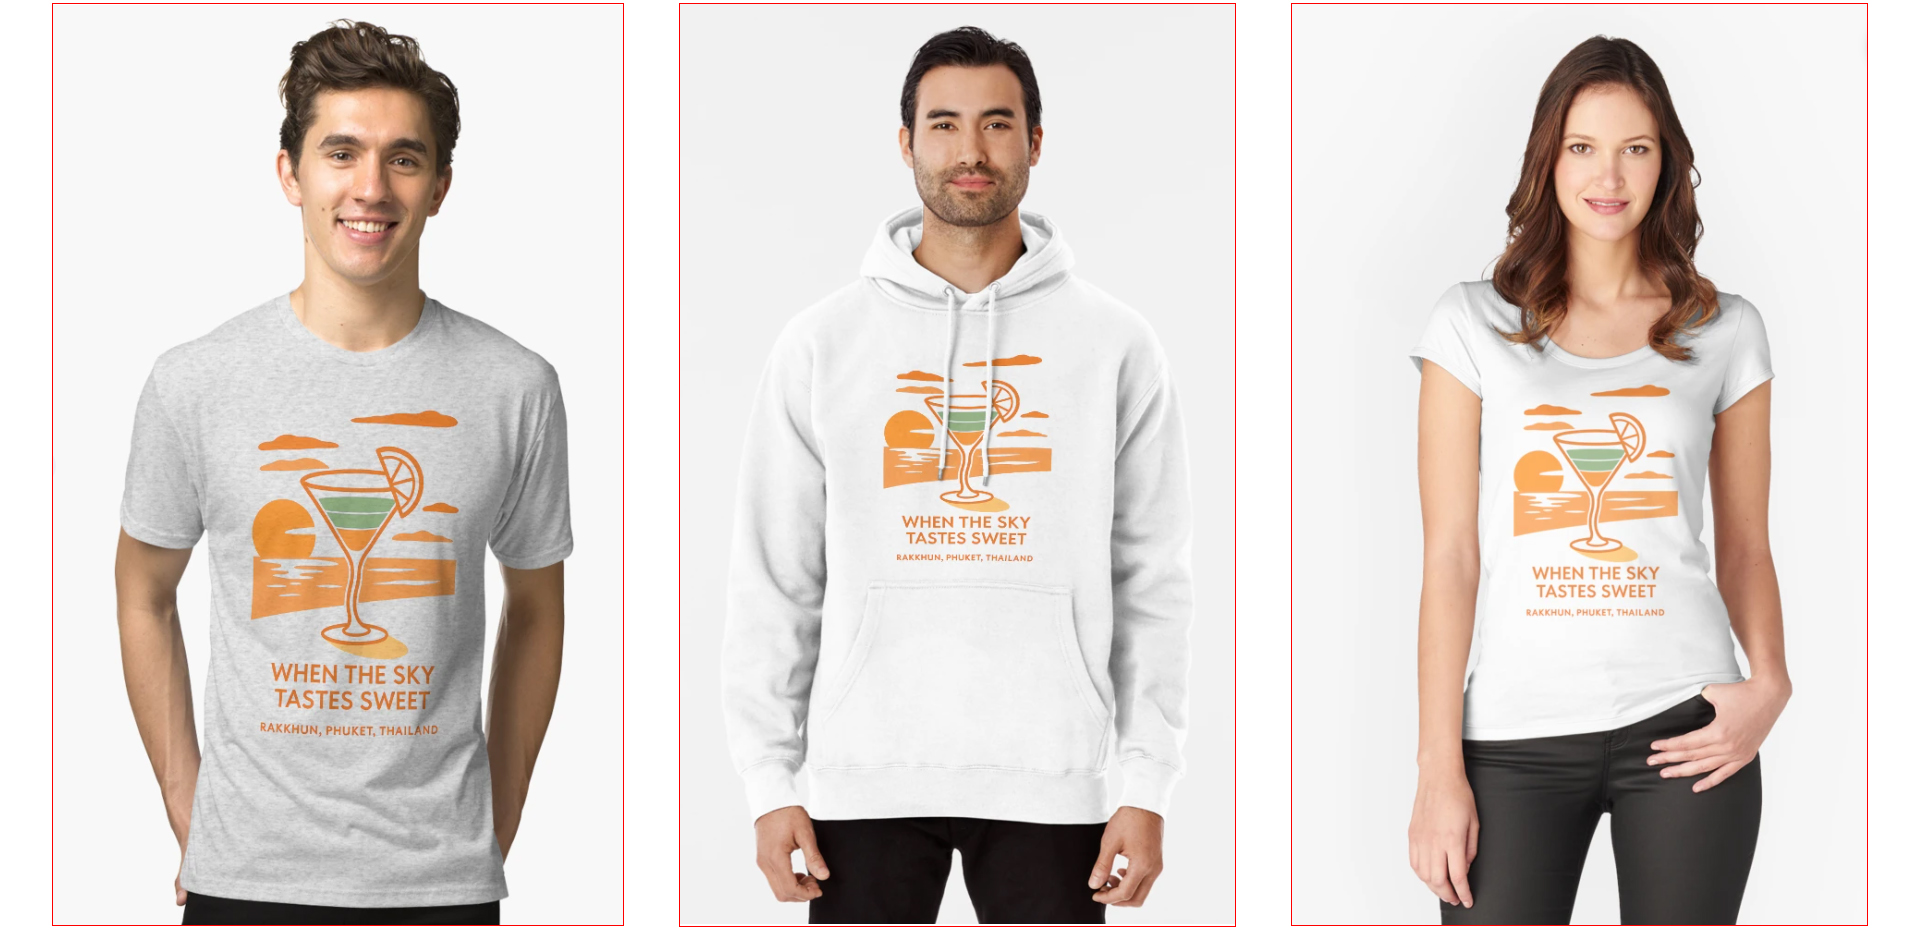 WHEN THE SKY
TASTES SWEET
RAKKHUN, PHUKET, THAILAND
WHEN THE SKY
TASTES SWEET
RAKKHUN, PHUKET, THAILAND
WHEN THE SKY
TASTES SWEET
RAKKHUN, PHUKET, THAILAND